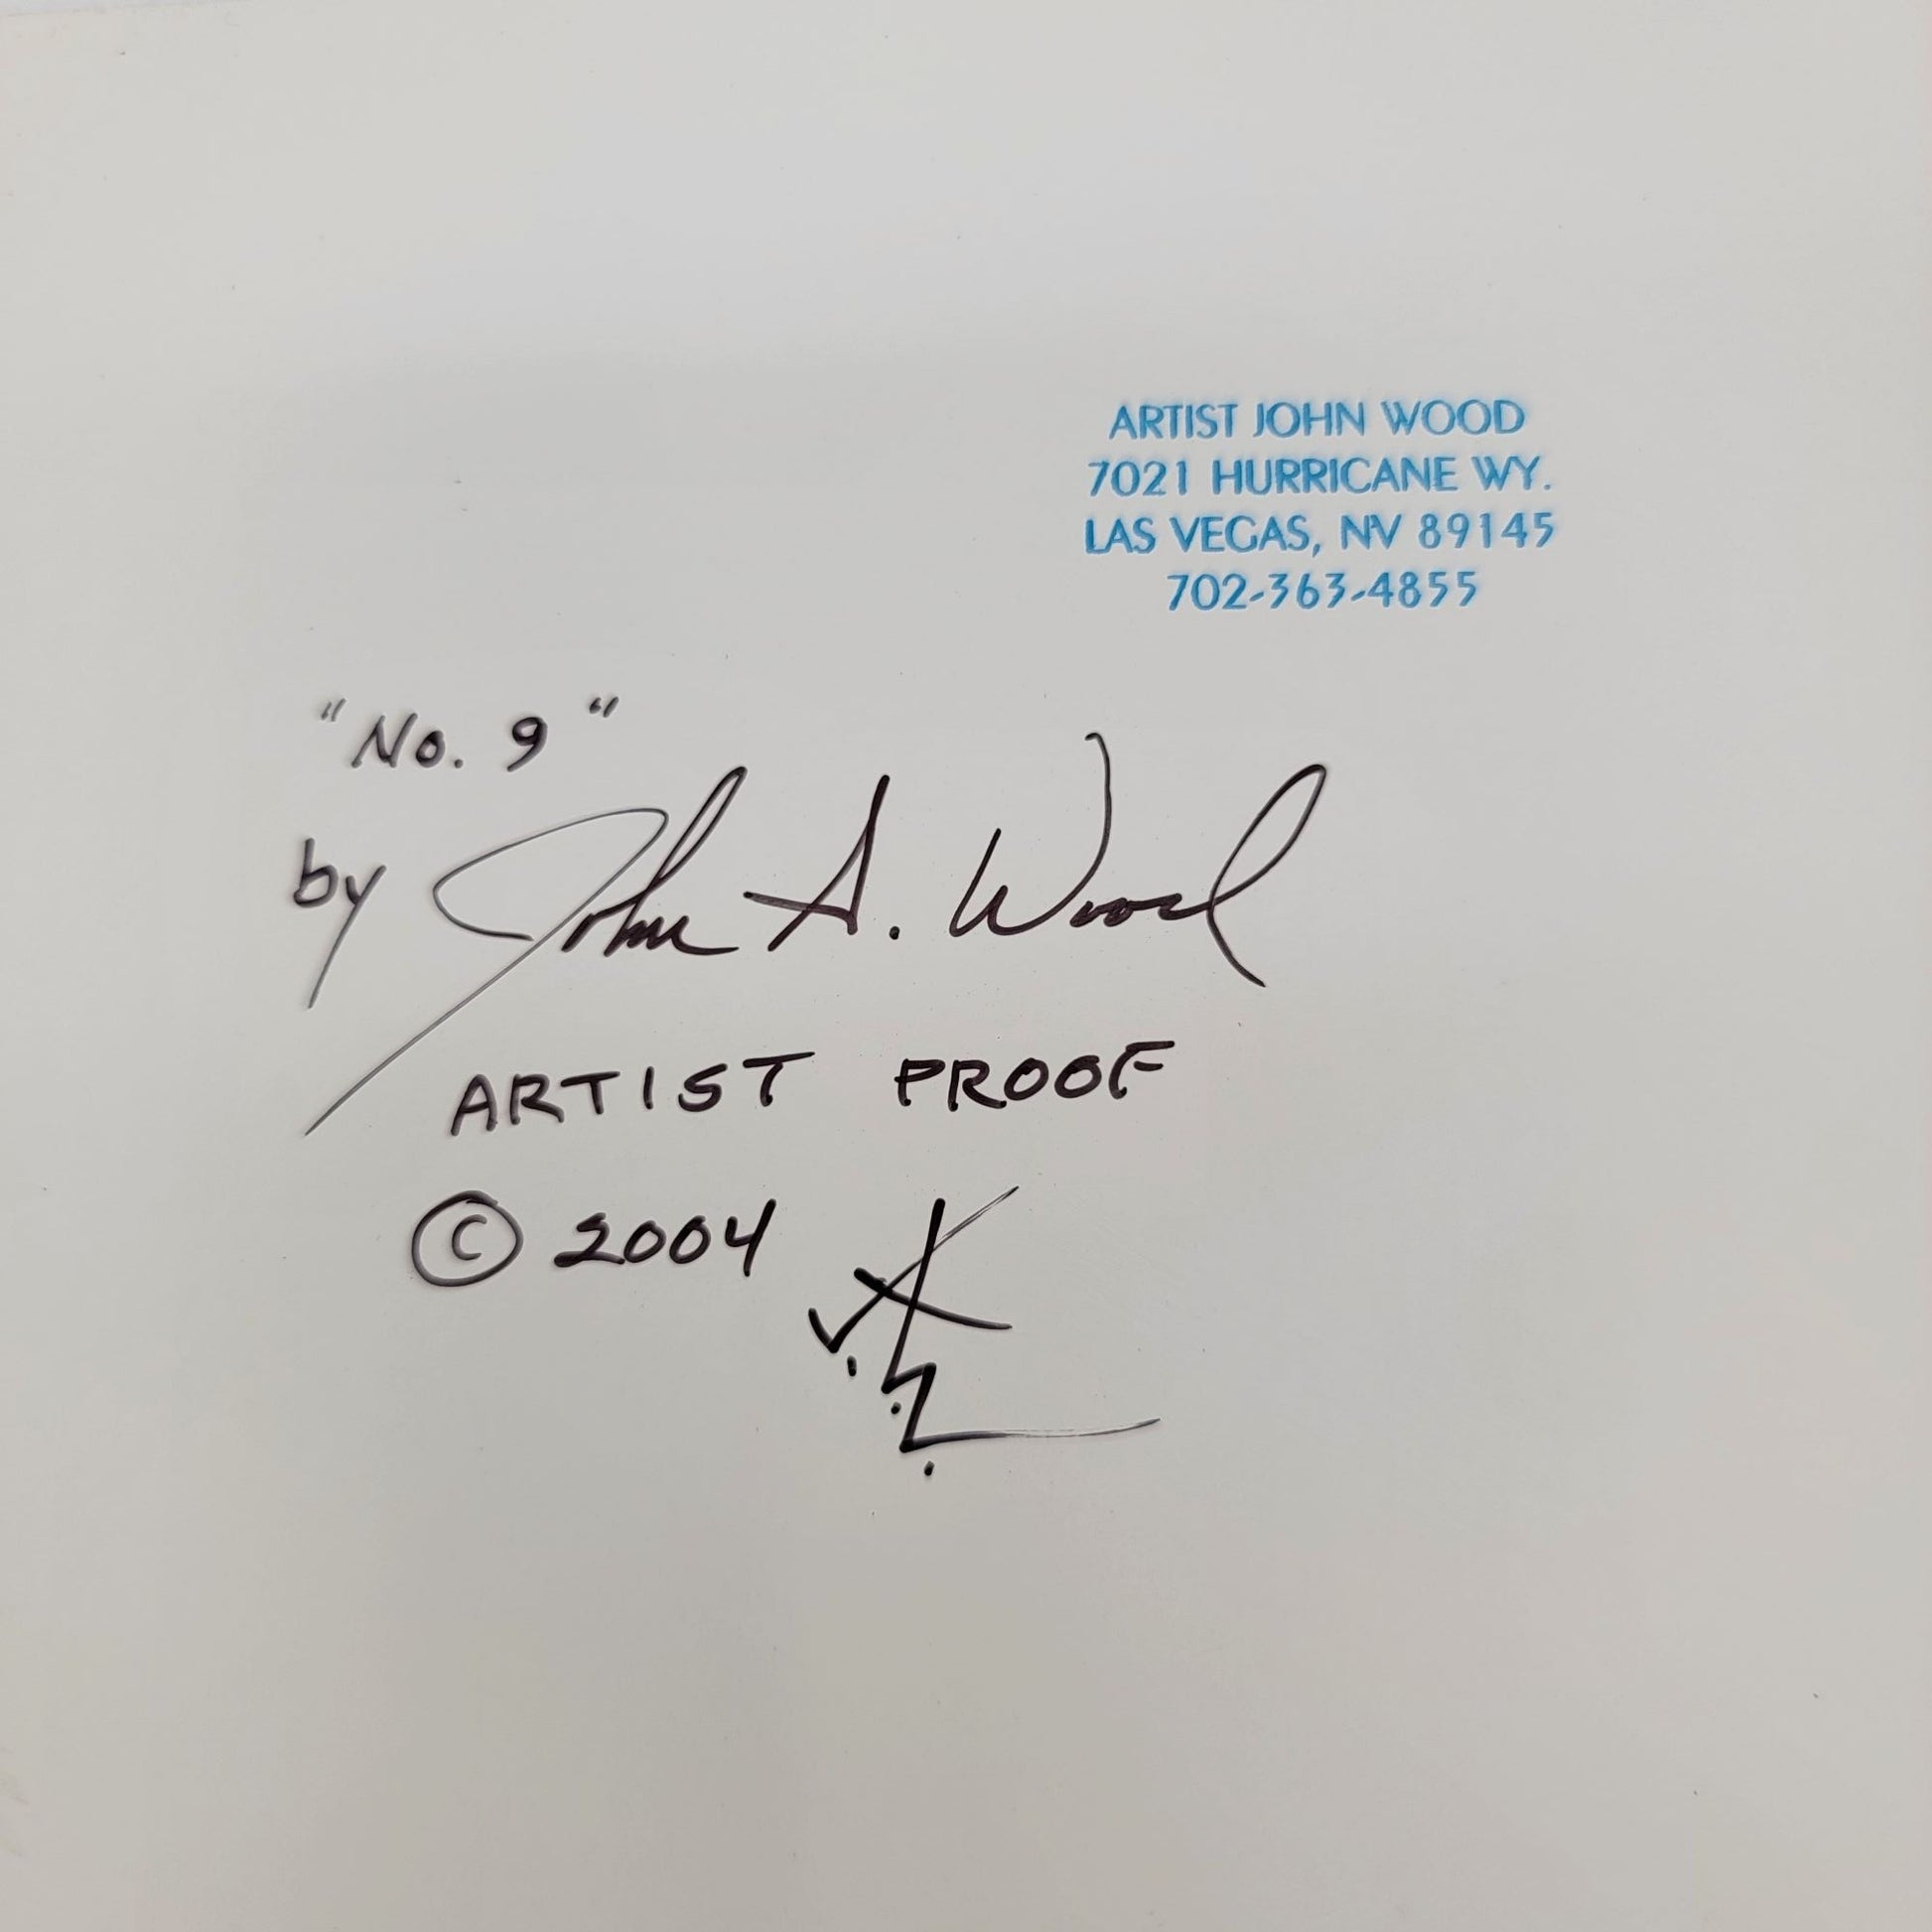 ARTIST JOHN WOOD
7021 HURRICANE WY.
LAS VEGAS, NV 89145
702-363-4855
"No. 9"
by John A. Wood
ARTIST PROOF
© 2004